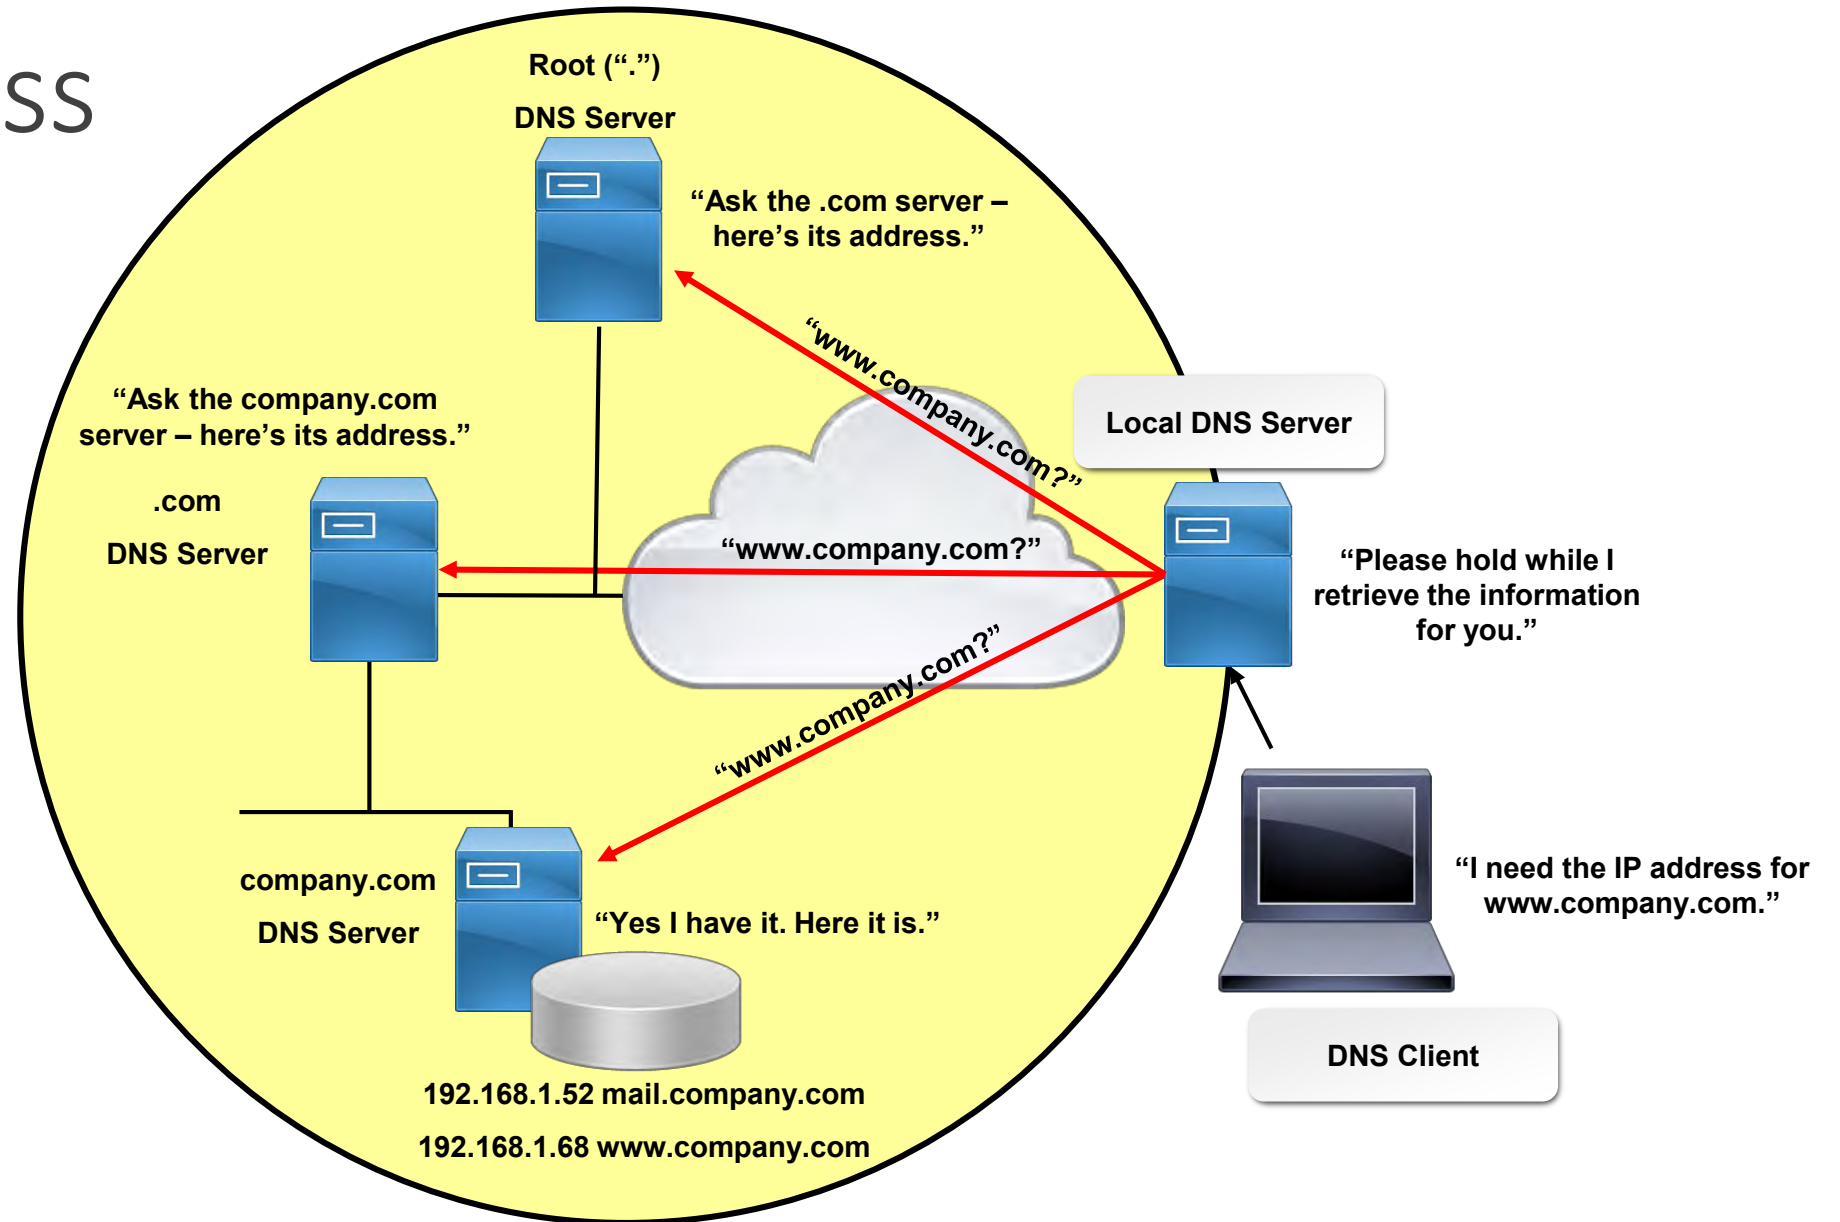 ss
Root (“.”)
DNS Server
“Ask the .com server –
here’s its address.”
“www.company.com?”
“Ask the company.com
server – here’s its address.”
.com
DNS Server
“www.company.com?”
Local DNS Server
“Please hold while I
retrieve the information
for you.”
“www.company.com?”
company.com
DNS Server
“Yes I have it. Here it is.”
192.168.1.52 mail.company.com
192.168.1.68 www.company.com
“I need the IP address for
www.company.com.”
DNS Client